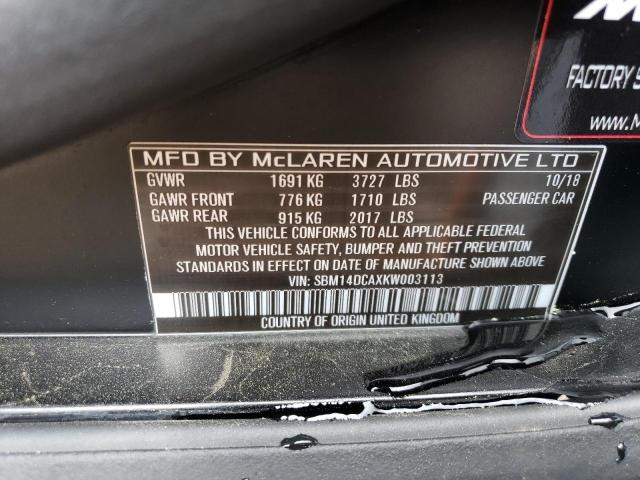 FACTORY
WWW.M
MFD BY McLAREN AUTOMOTIVE LTD
GVWR 1691 KG 3727 LBS 10/18
GAWR FRONT 776 KG 1710 LBS PASSENGER CAR
GAWR REAR 915 KG 2017 LBS
THIS VEHICLE CONFORMS TO ALL APPLICABLE FEDERAL
MOTOR VEHICLE SAFETY, BUMPER AND THEFT PREVENTION
STANDARDS IN EFFECT ON DATE OF MANUFACTURE SHOWN ABOVE
VIN: SBM14DCAXKW003113
COUNTRY OF ORIGIN UNITED KINGDOM